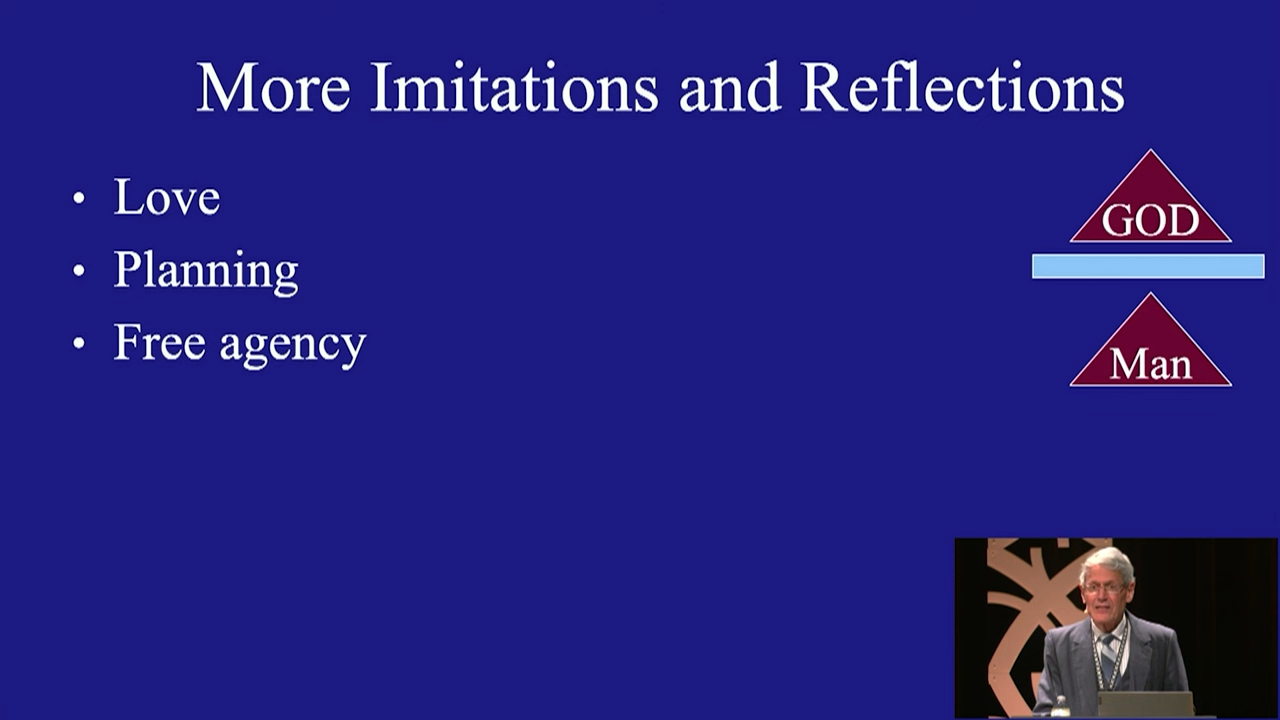 More Imitations and Reflections
• Love
• Planning
• Free agency
GOD
Man